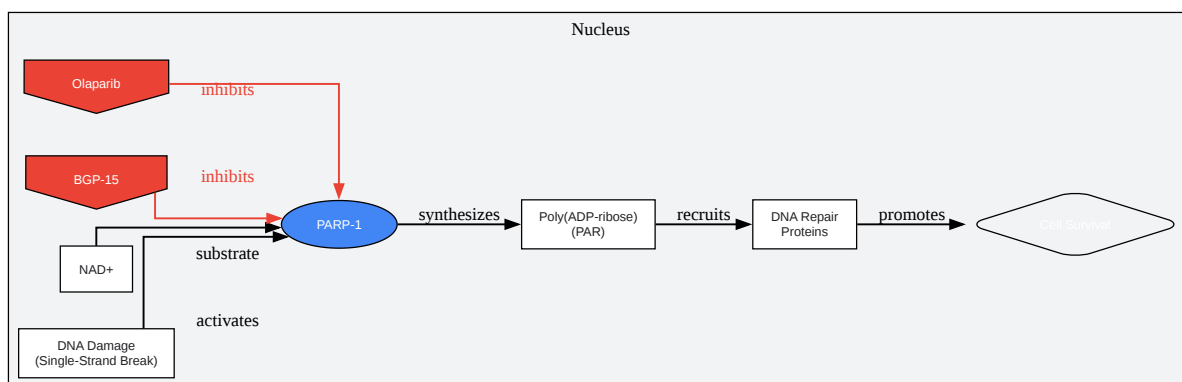 Nucleus
Olaparib
inhibits
BGP-15
inhibits
PARP-1
synthesizes
Poly(ADP-ribose)
(PAR)
recruits
DNA Repair
Proteins
promotes
Cell Survival
substrate
NAD+
activates
DNA Damage
(Single-Strand Break)